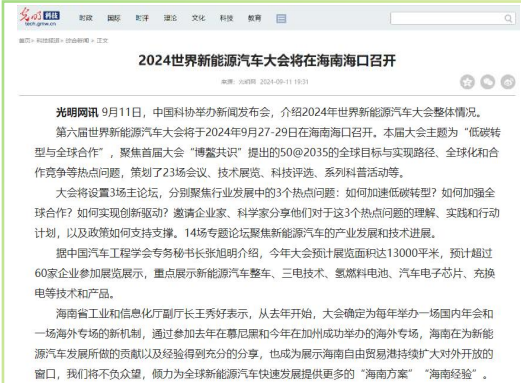 光明网 科技
tech.gmw.cn
时政 国际 时评 理论 文化 科技 教育
首页> 科技频道> 综合新闻 > 正文
2024世界新能源汽车大会将在海南海口召开
来源：光明网 2024-09-11 19:31
光明网讯 9月11日，中国科协举办新闻发布会，介绍2024年世界新能源汽车大会整体情况。
第六届世界新能源汽车大会将于2024年9月27-29日在海南海口召开。本届大会主题为“低碳转
型与全球合作”，聚焦首届大会“博鳌共识”提出的50@2035的全球目标与实现路径、全球化和合
作竞争等热点问题，策划了23场会议、技术展览、科技评选、系列科普活动等。
大会将设置3场主论坛，分别聚焦行业发展中的3个热点问题：如何加速低碳转型？如何加强全
球合作？如何实现创新驱动？邀请企业家、科学家分享他们对于这3个热点问题的理解、实践和行动
计划，以及政策如何支持支撑。14场专题论坛聚焦新能源汽车的产业发展和技术进展。
据中国汽车工程学会专务秘书长张旭明介绍，今年大会预计展览面积达13000平米，预计超过
60家企业参加展览展示，重点展示新能源汽车整车、三电技术、氢燃料电池、汽车电子芯片、充换
电等技术和产品。
海南省工业和信息化厅副厅长王秀好表示，从去年开始，大会确定为每年举办一场国内年会和
一场海外专场的新机制，通过参加去年在慕尼黑和今年在加州成功举办的海外专场，海南在为新能
源汽车发展所做的贡献以及经验得到充分的分享，也成为展示海南自由贸易港持续扩大对外开放的
窗口，我们将不负众望，倾力为全球新能源汽车快速发展提供更多的“海南方案”“海南经验”。